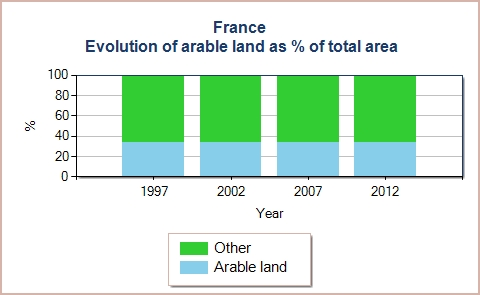 France
Evolution of arable land as % of total area
100
80
60
40
20
0
%
1997 2002 2007 2012
Year
Other
Arable land